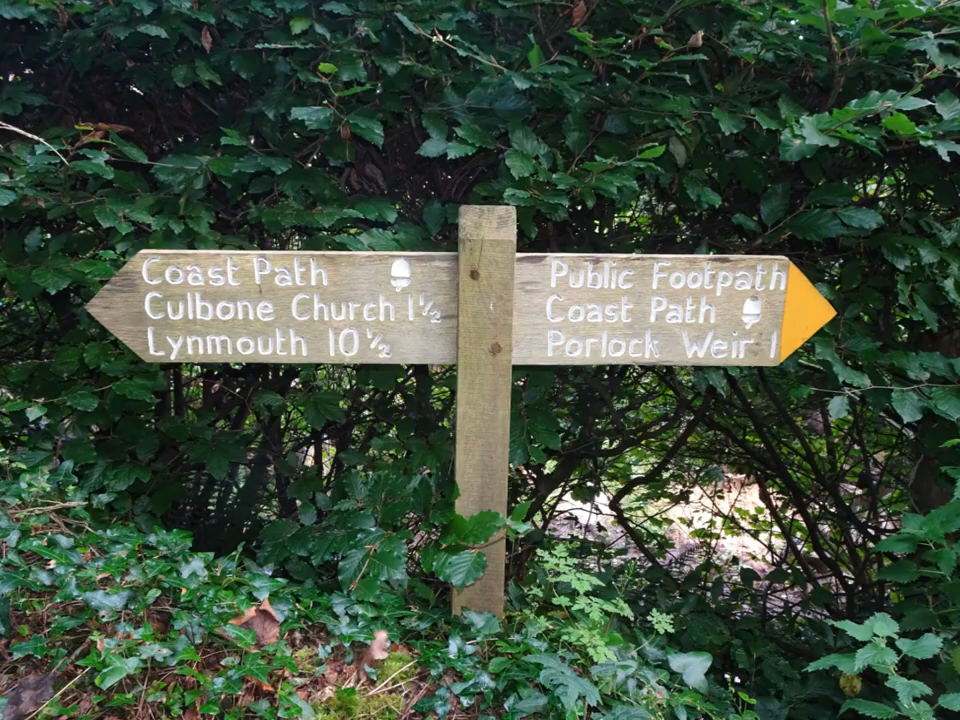 Coast Path
Culbone Church 1½
Lynmouth 10½
Public Footpath
Coast Path
Porlock Weir 1